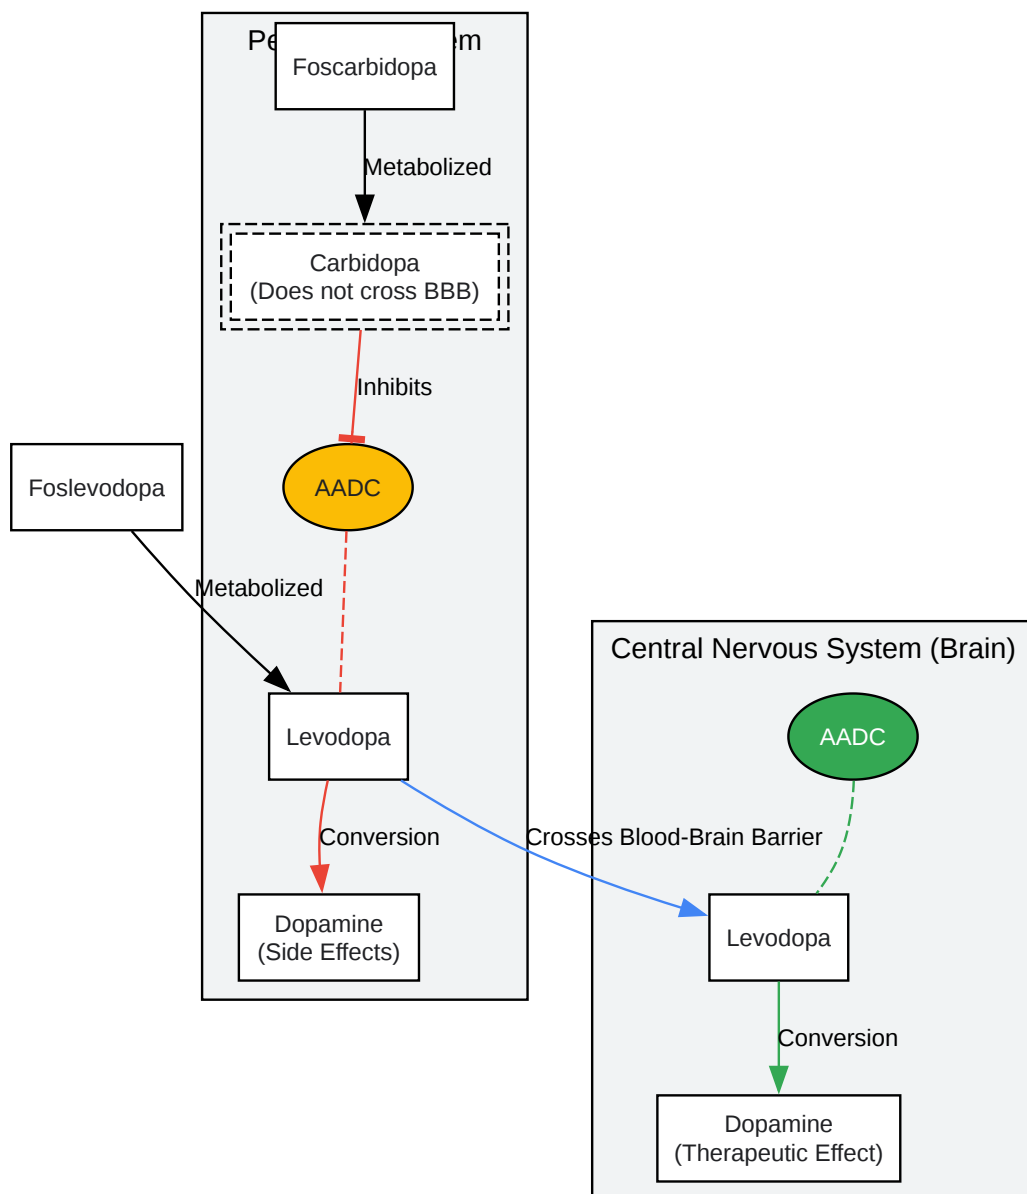 Foscarbidopa
Metabolized
Carbidopa
(Does not cross BBB)
Inhibits
AADC
Foslevodopa
Metabolized
Levodopa
Conversion
Dopamine
(Side Effects)
Crosses Blood-Brain Barrier
Central Nervous System (Brain)
AADC
Levodopa
Conversion
Dopamine
(Therapeutic Effect)